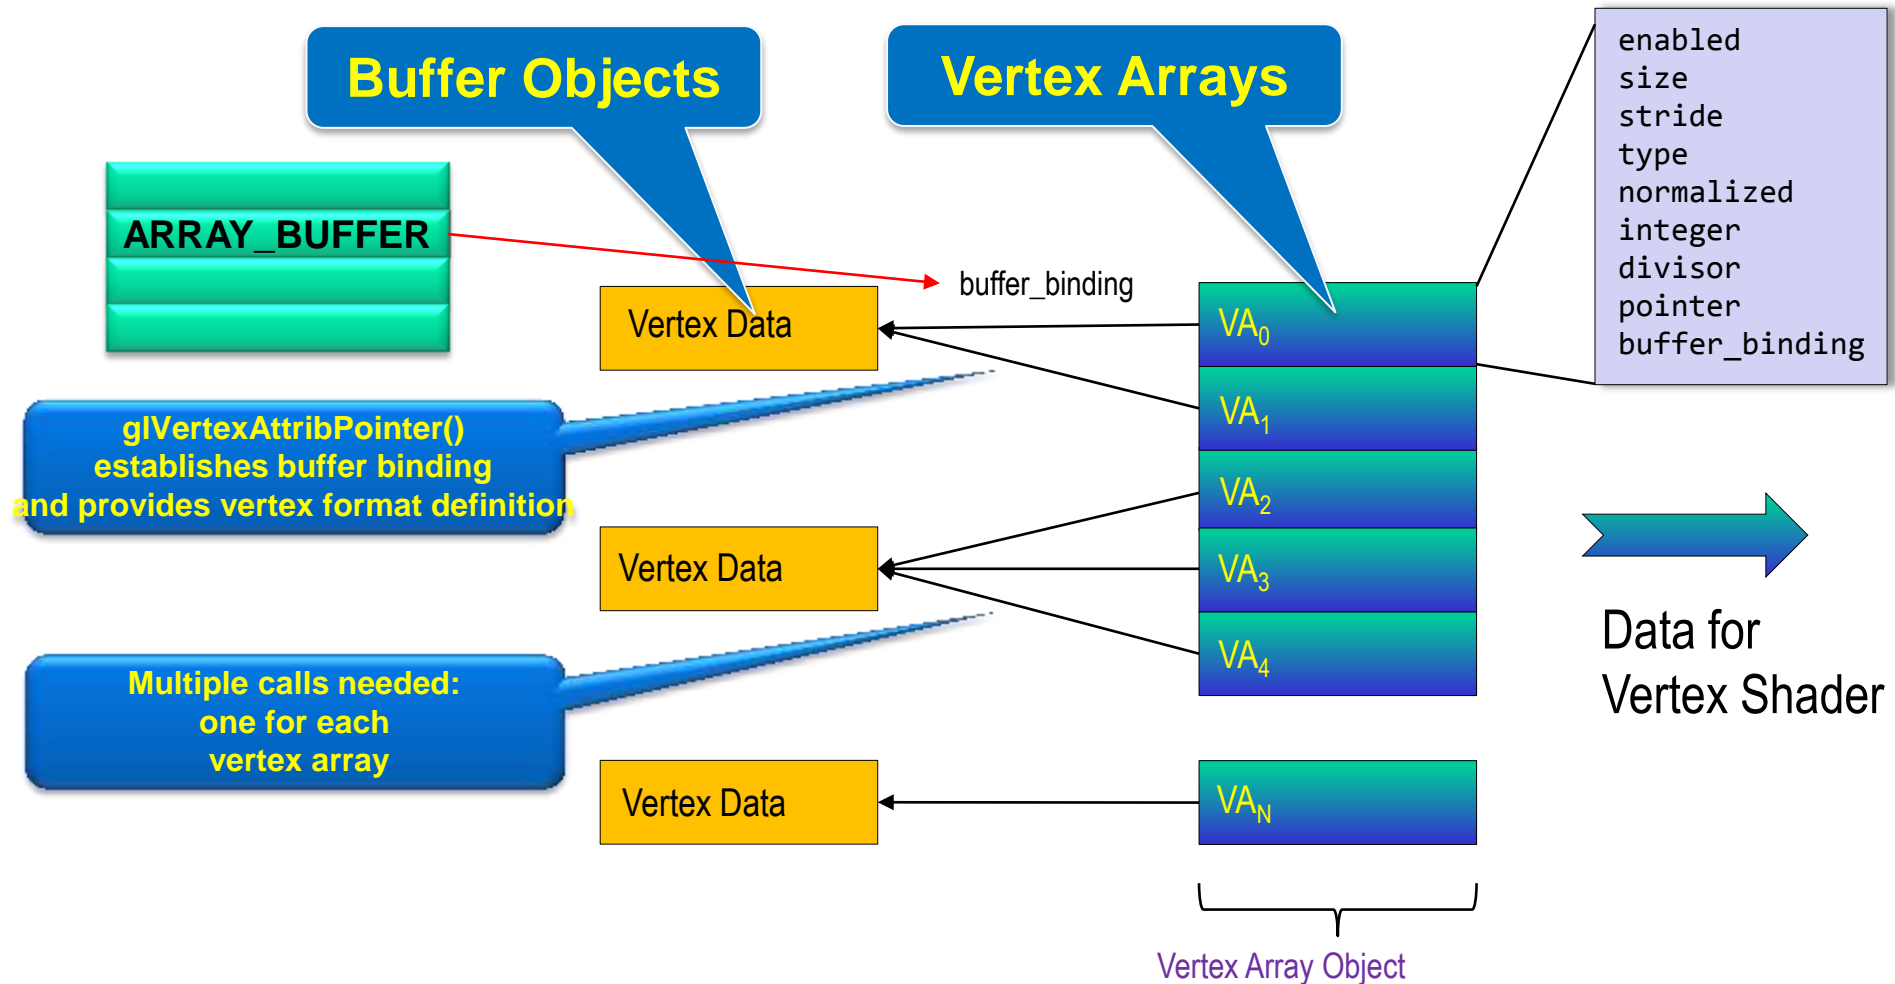 Buffer Objects
Vertex Arrays
enabled
size
stride
type
normalized
integer
divisor
pointer
buffer_binding
ARRAY_BUFFER
buffer_binding
Vertex Data
VA0
VA1
glVertexAttribPointer()
establishes buffer binding
and provides vertex format definition
VA2
Vertex Data
VA3
VA4
Data for
Vertex Shader
Multiple calls needed:
one for each
vertex array
Vertex Data
VAN
Vertex Array Object